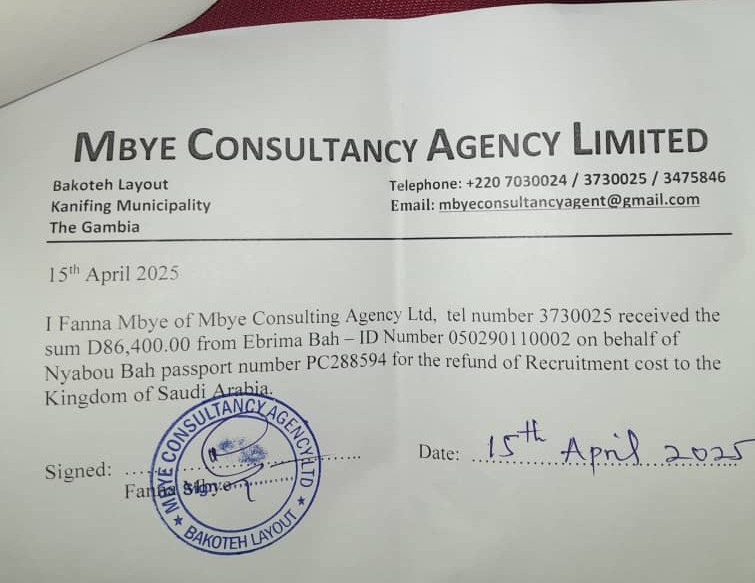 MBYE CONSULTANCY AGENCY LIMITED
Bakoteh Layout
Kanifing Municipality
The Gambia
Telephone: +220 7030024 / 3730025 / 3475846
Email: mbyeconsultancyagent@gmail.com
15th April 2025
I Fanna Mbye of Mbye Consulting Agency Ltd, tel number 3730025 received the
sum D86,400.00 from Ebrima Bah – ID Number 050290110002 on behalf of
Nyabou Bah passport number PC288594 for the refund of Recruitment cost to the
Kingdom of Saudi Arabia.
Signed: ..............................
Fanna Mbye
Date: 15th April 2025
MBYE CONSULTANCY AGENCY LTD
Sign:............
★ BAKOTEH LAYOUT ★